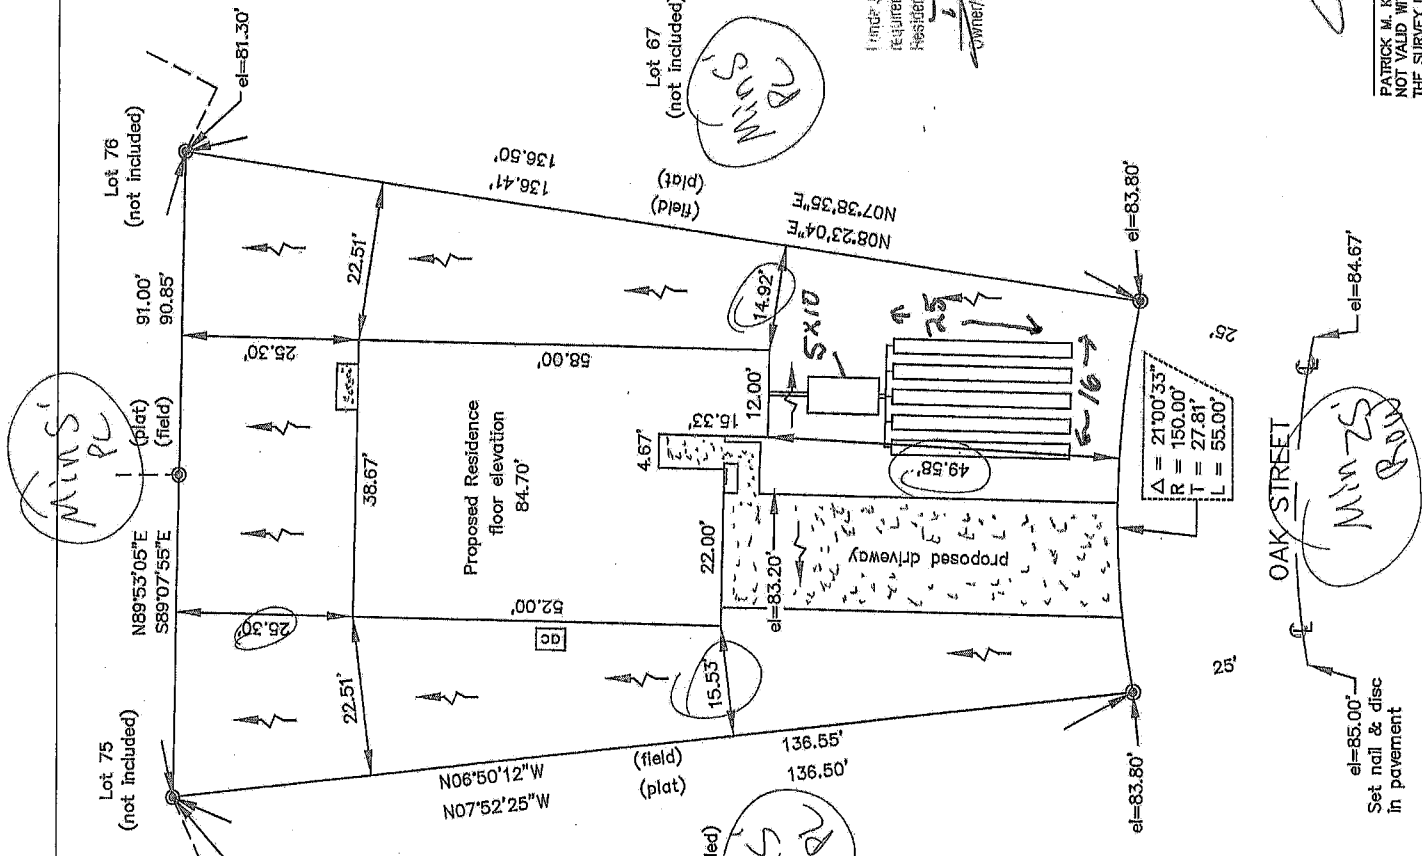 el=81.30'
Lot 76
(not included)
Lot 67
(not included)
Min 5'
PL
Owner/
PATRICK M. K
NOT VALID WI
THE SURVEY
136.50'
136.41'
(plat)
(field)
N07°38'35"E
N08°23'04"E
91.00' (plat)
90.85' (field)
Min 5'
PL
N89°53'05"E
S89°07'55"E
22.51'
25.30'
58.00'
14.92'
5X10
25
16
el=83.80'
el=84.67'
25'
38.67'
Proposed Residence
floor elevation
84.70'
4.67'
15.33'
12.00'
49.58'
Δ = 21°00'33"
R = 150.00'
T = 27.81'
L = 55.00'
OAK STREET
℄
Min 25'
ROW
22.00'
el=83.20'
proposed driveway
25.30'
52.00'
ac
22.51'
15.53'
℄
25'
el=85.00'
Set nail & disc
in pavement
Lot 75
(not included)
N06°50'12"W (field) 136.55'
N07°52'25"W (plat) 136.50'
el=83.80'
PL